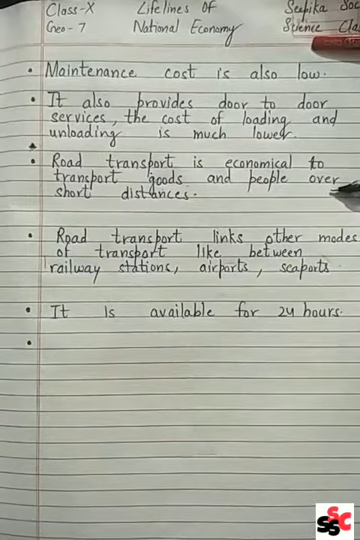 Class-X Lifelines Of Seepika Soc
Geo-7 National Economy Science Cla
• Maintenance cost is also low.
• It also provides door to door
services, the cost of loading and
unloading is much lower.
• Road transport is economical to
transport goods and people over
short distances.
• Road transport links other modes
of transport like between
railway stations, airports, seaports
• It is available for 24 hours.
•
SSC